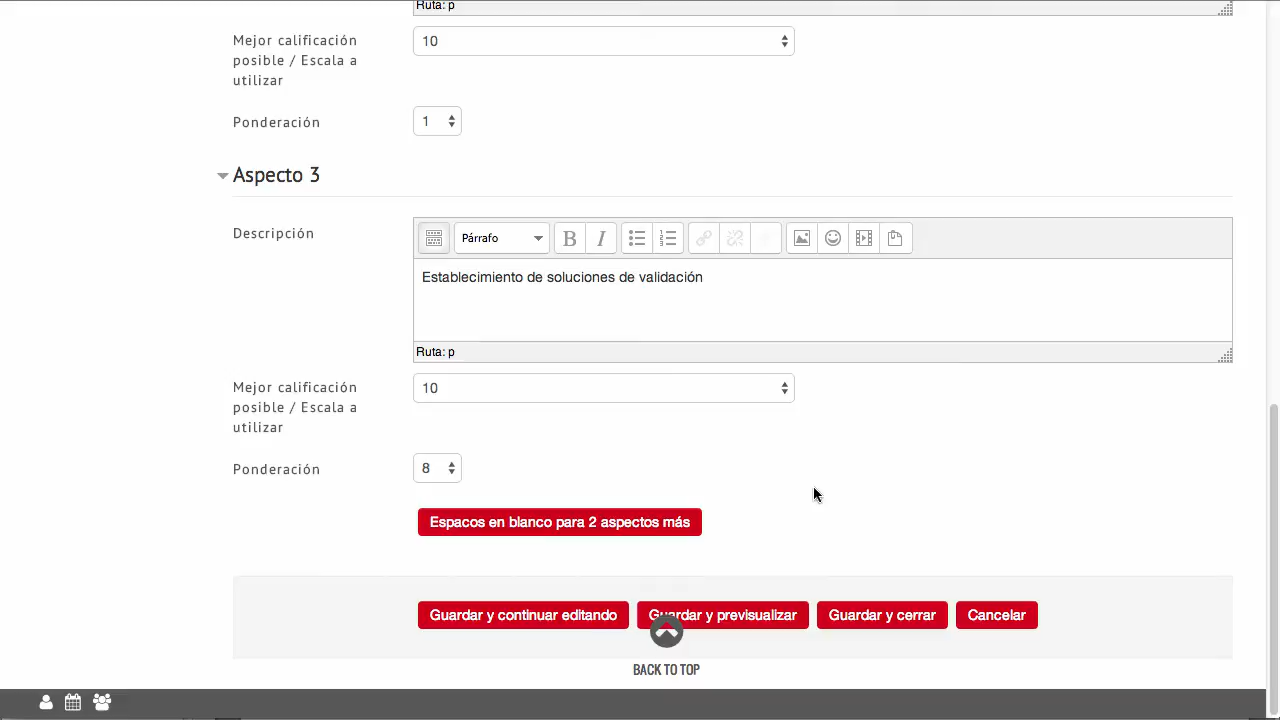 Ruta: p
Mejor calificación
posible / Escala a
utilizar
10
Ponderación
1
Aspecto 3
Descripción
Párrafo
B I
Establecimiento de soluciones de validación
Ruta: p
Mejor calificación
posible / Escala a
utilizar
10
Ponderación
8
Espacos en blanco para 2 aspectos más
Guardar y continuar editando
Guardar y previsualizar
Guardar y cerrar
Cancelar
BACK TO TOP